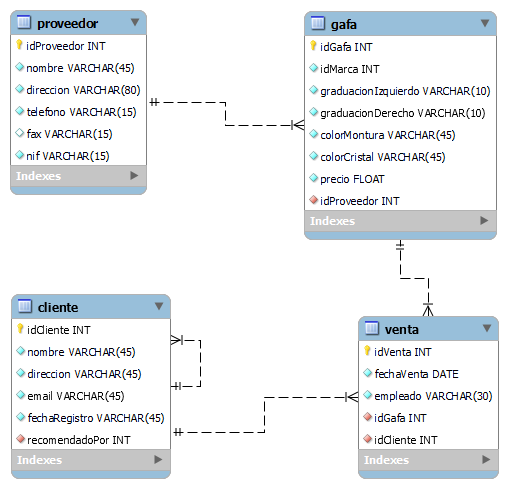 proveedor
idProveedor INT
nombre VARCHAR(45)
direccion VARCHAR(80)
telefono VARCHAR(15)
fax VARCHAR(15)
nif VARCHAR(15)
Indexes
gafa
idGafa INT
idMarca INT
graduacionIzquierdo VARCHAR(10)
graduacionDerecho VARCHAR(10)
colorMontura VARCHAR(45)
colorCristal VARCHAR(45)
precio FLOAT
idProveedor INT
Indexes
cliente
idCliente INT
nombre VARCHAR(45)
direccion VARCHAR(45)
email VARCHAR(45)
fechaRegistro VARCHAR(45)
recomendadoPor INT
Indexes
venta
idVenta INT
fechaVenta DATE
empleado VARCHAR(30)
idGafa INT
idCliente INT
Indexes